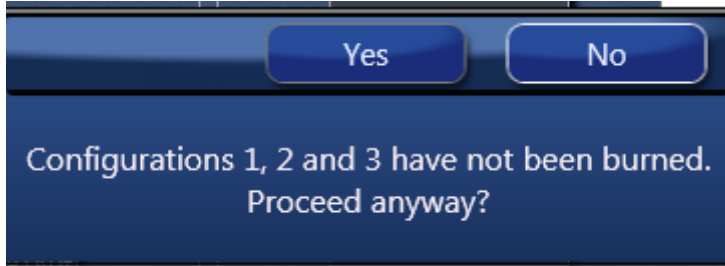 Yes No
Configurations 1, 2 and 3 have not been burned.
Proceed anyway?